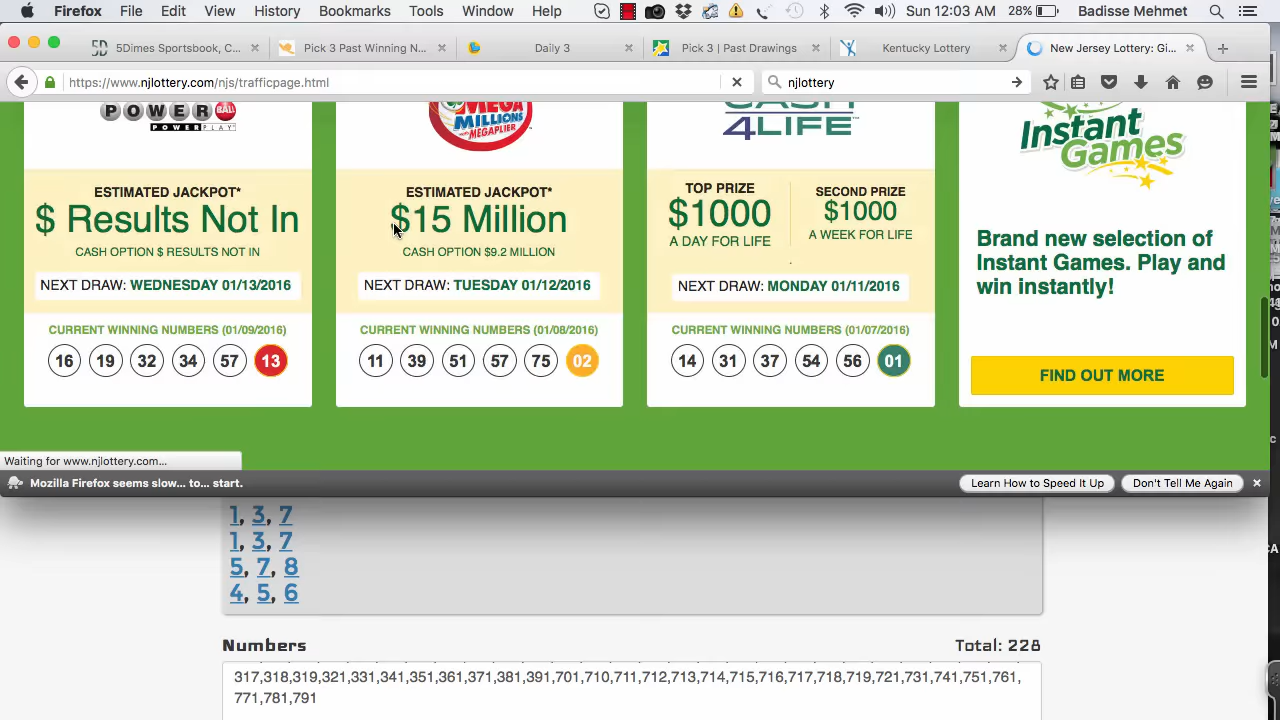 Firefox File Edit View History Bookmarks Tools Window Help Sun 12:03 AM 28% Badisse Mehmet
5Dimes Sportsbook, C... Pick 3 Past Winning N... Daily 3 Pick 3 | Past Drawings Kentucky Lottery New Jersey Lottery: Gi...
https://www.njlottery.com/njs/trafficpage.html njlottery
POWERBALL
POWERPLAY
MEGA
MILLIONS
MEGAPLIER
CASH
4LIFE
Instant
Games
ESTIMATED JACKPOT*
$ Results Not In
CASH OPTION $ RESULTS NOT IN
NEXT DRAW: WEDNESDAY 01/13/2016
CURRENT WINNING NUMBERS (01/09/2016)
16 19 32 34 57 13
ESTIMATED JACKPOT*
$15 Million
CASH OPTION $9.2 MILLION
NEXT DRAW: TUESDAY 01/12/2016
CURRENT WINNING NUMBERS (01/08/2016)
11 39 51 57 75 02
TOP PRIZE
$1000
A DAY FOR LIFE
SECOND PRIZE
$1000
A WEEK FOR LIFE
.
NEXT DRAW: MONDAY 01/11/2016
CURRENT WINNING NUMBERS (01/07/2016)
14 31 37 54 56 01
Brand new selection of
Instant Games. Play and
win instantly!
FIND OUT MORE
Waiting for www.njlottery.com...
Mozilla Firefox seems slow... to... start. Learn How to Speed It Up Don't Tell Me Again
1, 3, 7
1, 3, 7
5, 7, 8
4, 5, 6
Numbers Total: 228
317,318,319,321,331,341,351,361,371,381,391,701,710,711,712,713,714,715,716,717,718,719,721,731,741,751,761,
771,781,791